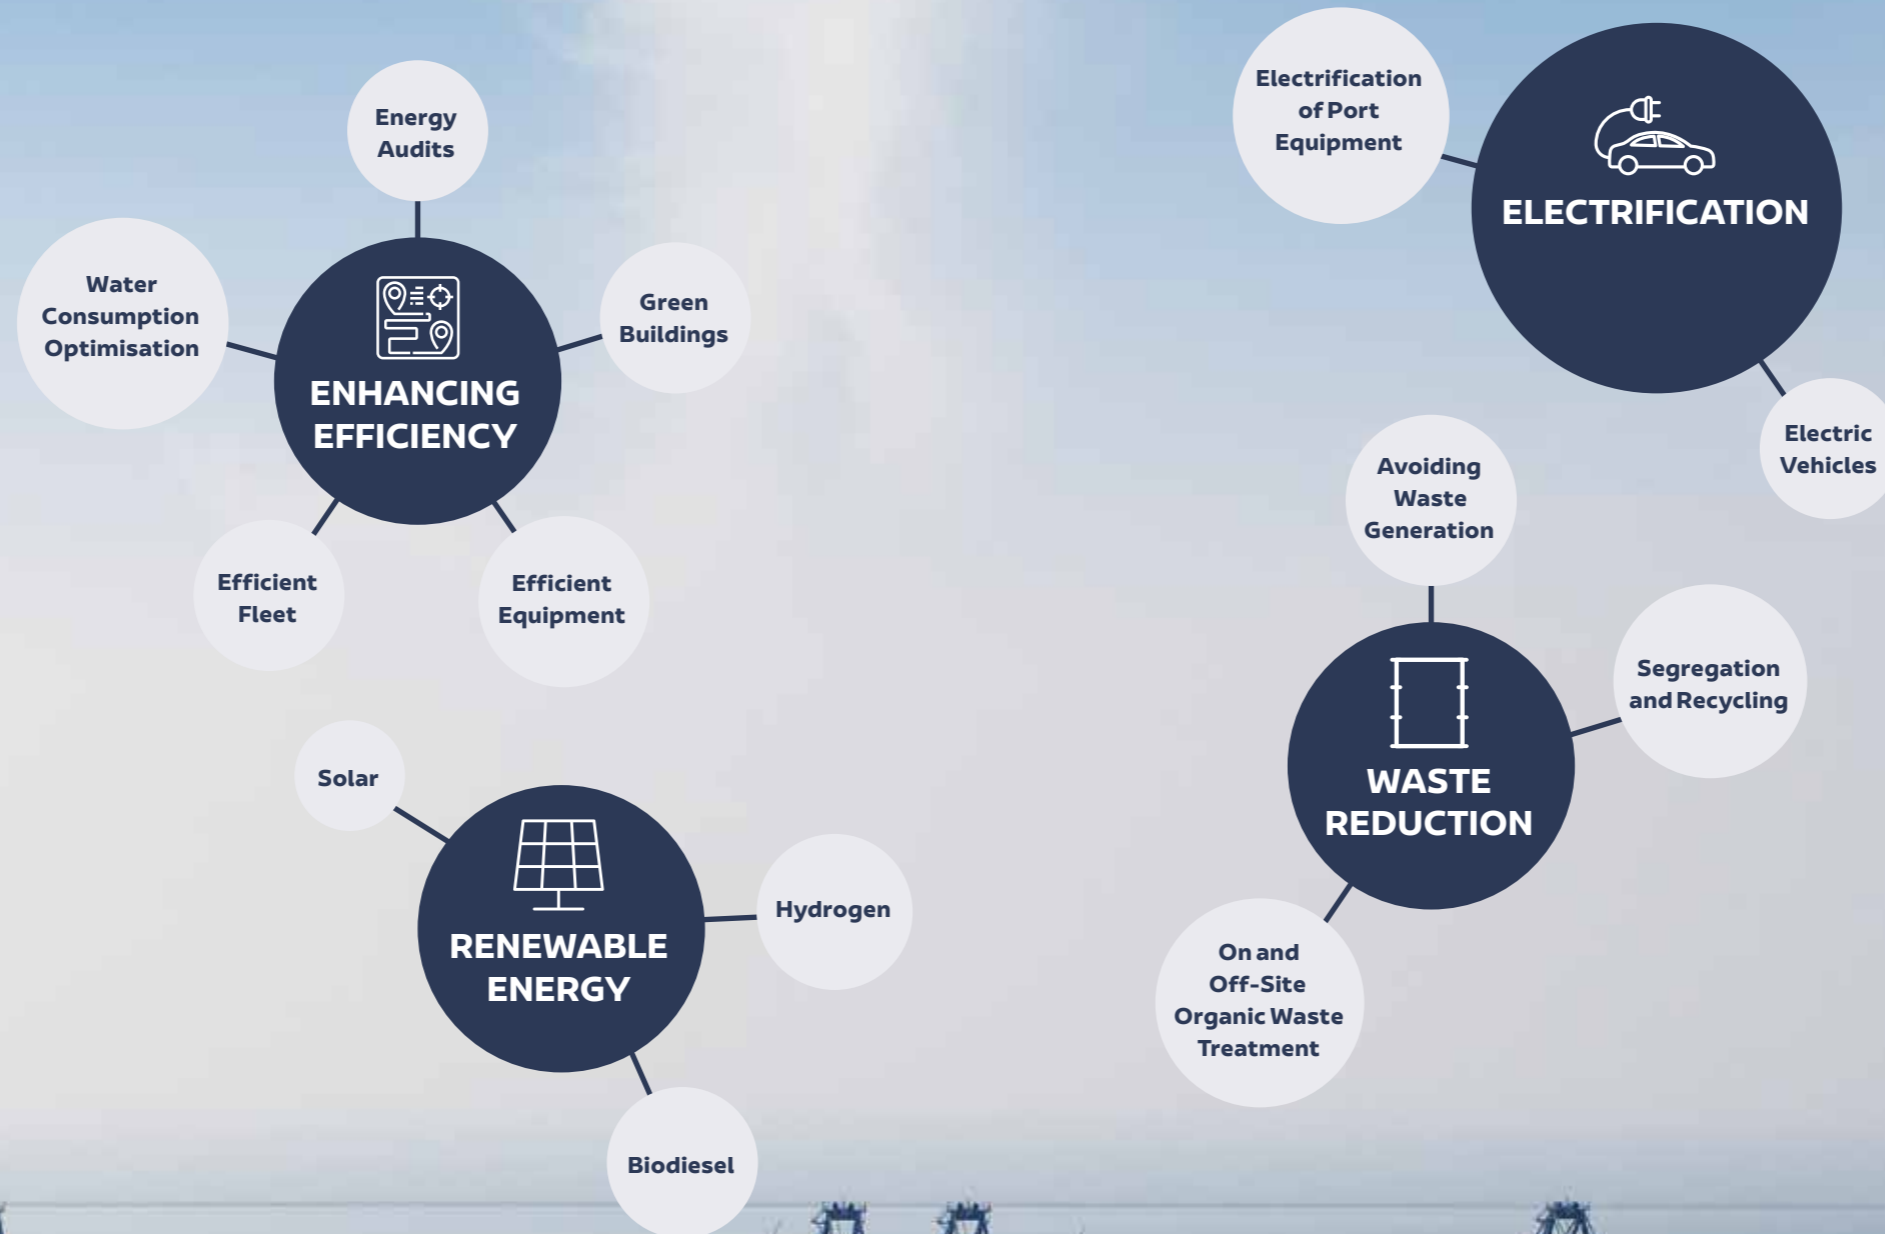 Energy
Audits
Water
Consumption
Optimisation
Green
Buildings
ENHANCING
EFFICIENCY
Efficient
Fleet
Efficient
Equipment
Solar
RENEWABLE
ENERGY
Hydrogen
Biodiesel
Electrification
of Port
Equipment
ELECTRIFICATION
Electric
Vehicles
Avoiding
Waste
Generation
Segregation
and Recycling
WASTE
REDUCTION
On and
Off-Site
Organic Waste
Treatment